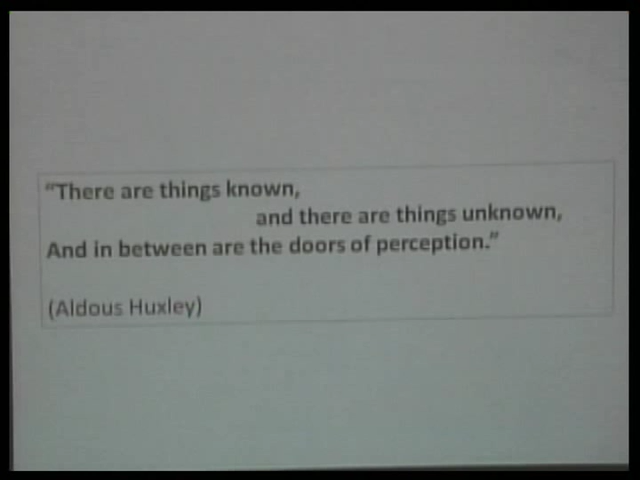 “There are things known,
and there are things unknown,
And in between are the doors of perception.”
(Aldous Huxley)